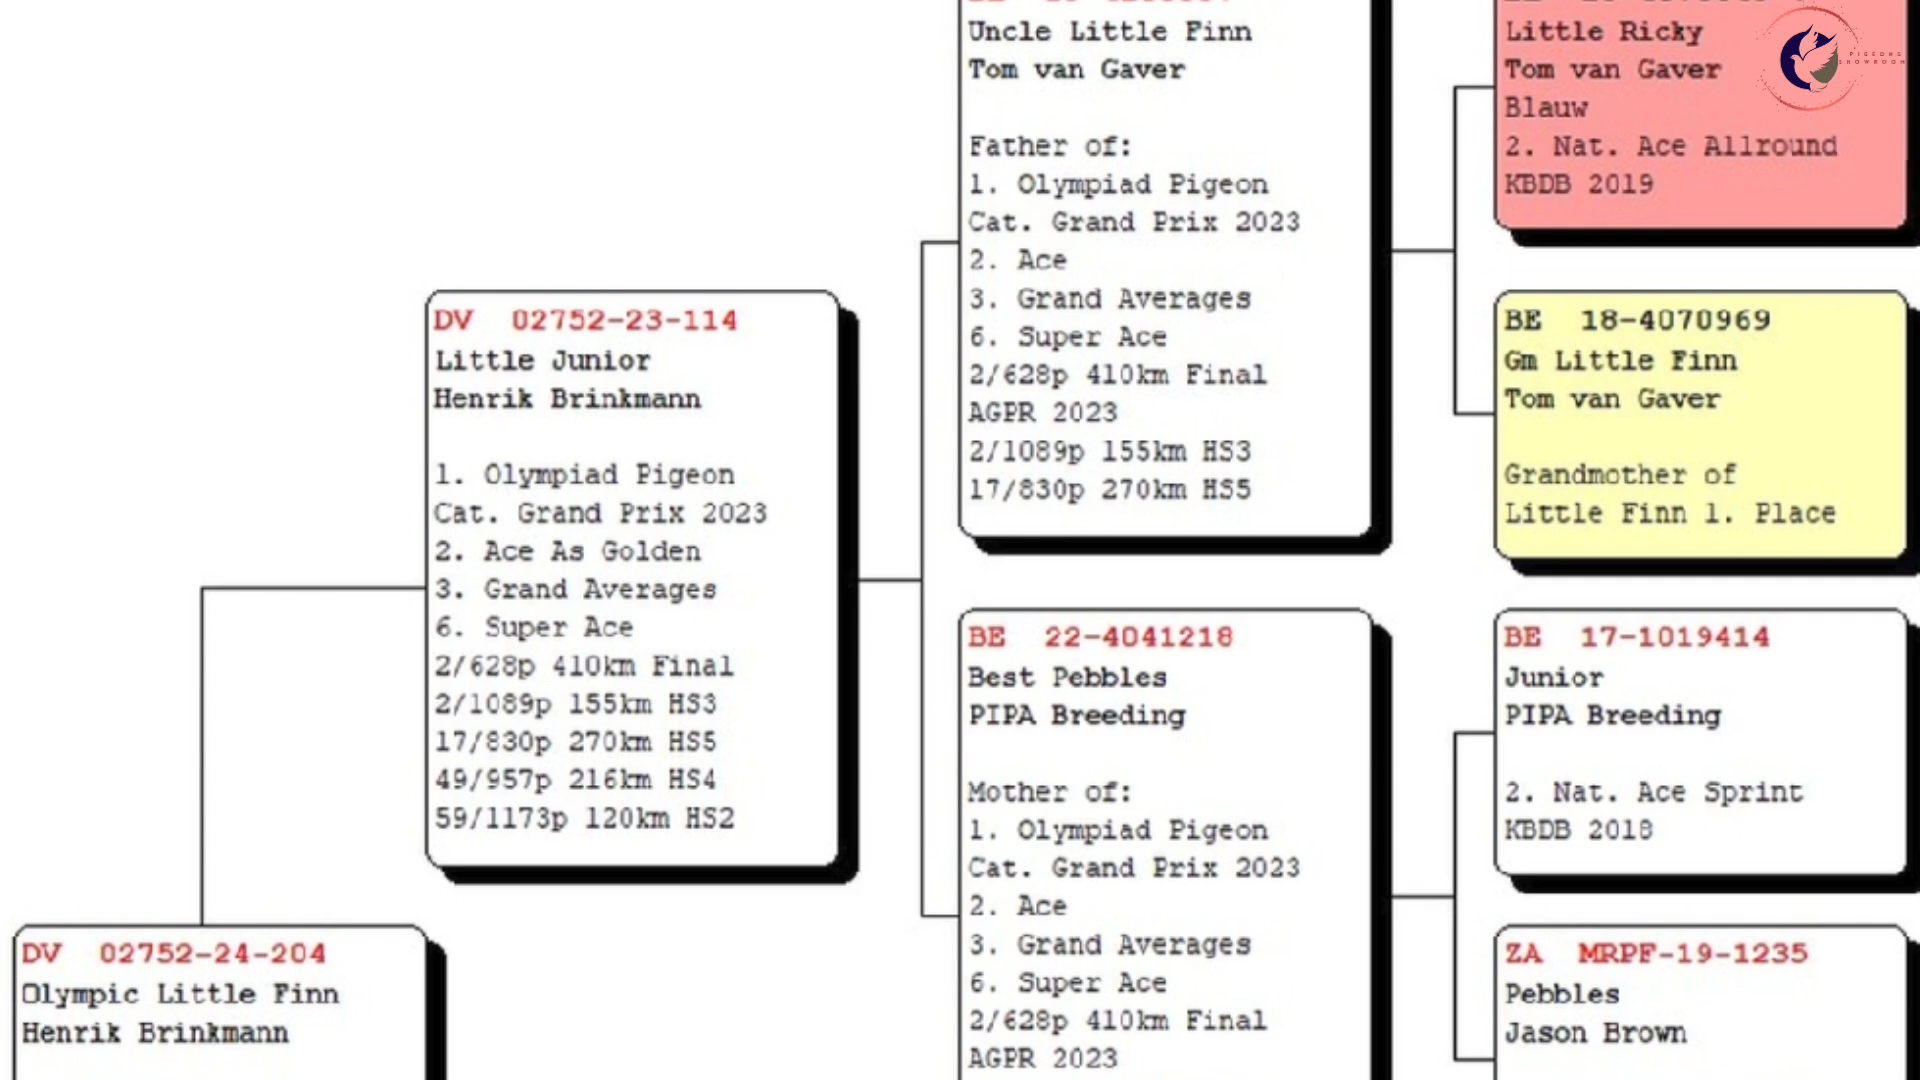 DV 02752-24-204
Olympic Little Finn
Henrik Brinkmann
DV 02752-23-114
Little Junior
Henrik Brinkmann
1. Olympiad Pigeon
Cat. Grand Prix 2023
2. Ace As Golden
3. Grand Averages
6. Super Ace
2/628p 410km Final
2/1089p 155km HS3
17/830p 270km HS5
49/957p 216km HS4
59/1173p 120km HS2
Uncle Little Finn
Tom van Gaver
Father of:
1. Olympiad Pigeon
Cat. Grand Prix 2023
2. Ace
3. Grand Averages
6. Super Ace
2/628p 410km Final
AGPR 2023
2/1089p 155km HS3
17/830p 270km HS5
BE 22-4041218
Best Pebbles
PIPA Breeding
Mother of:
1. Olympiad Pigeon
Cat. Grand Prix 2023
2. Ace
3. Grand Averages
6. Super Ace
2/628p 410km Final
AGPR 2023
Little Ricky
Tom van Gaver
Blauw
2. Nat. Ace Allround
KBDB 2019
BE 18-4070969
Gm Little Finn
Tom van Gaver
Grandmother of
Little Finn 1. Place
BE 17-1019414
Junior
PIPA Breeding
2. Nat. Ace Sprint
KBDB 2018
ZA MRPF-19-1235
Pebbles
Jason Brown
PIGEONS
SHOWROOM